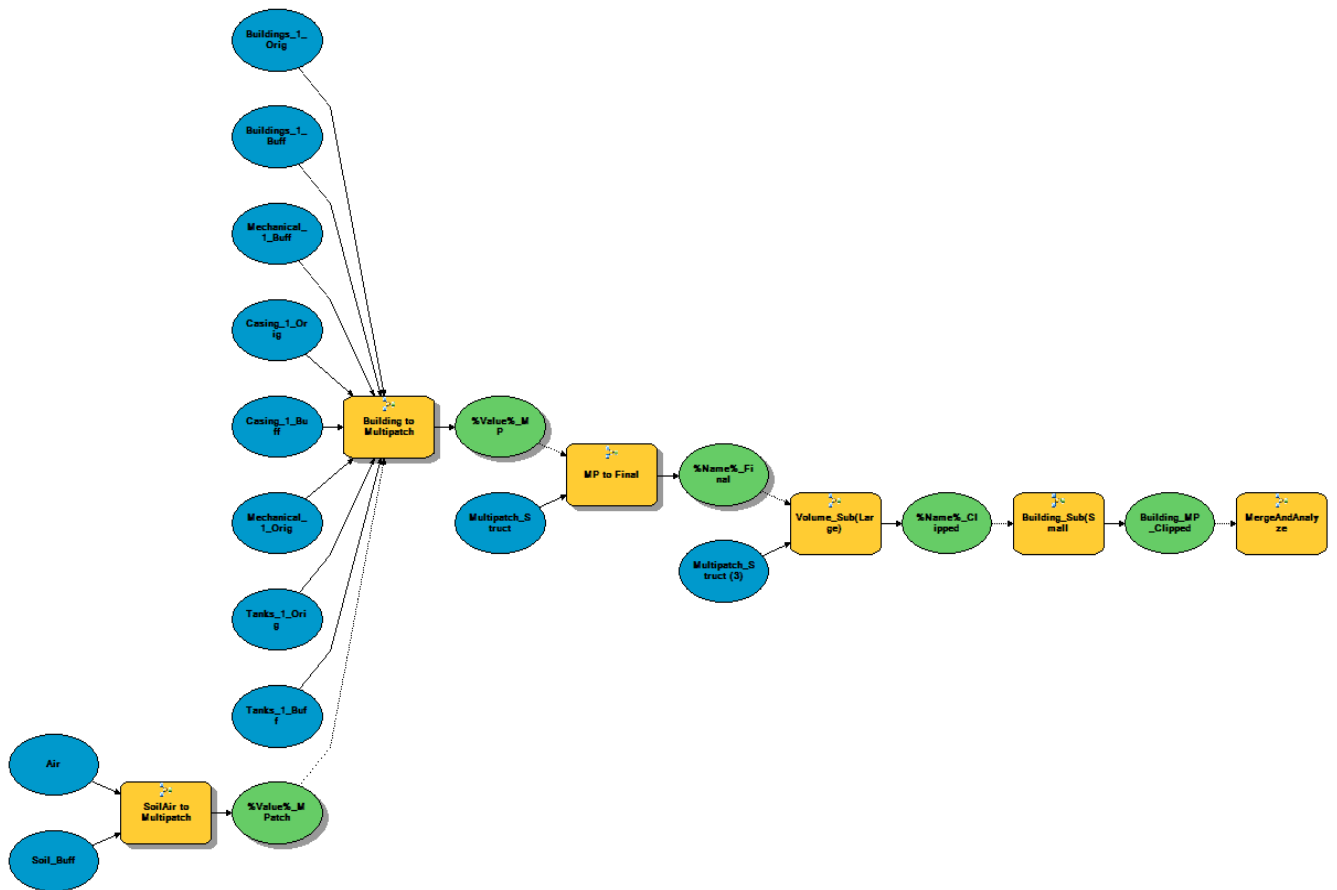 Buildings_1_
Orig
Buildings_1_
Buff
Mechanical_
1_Buff
Casing_1_Or
ig
Casing_1_Bu
ff
Building to
Multipatch
%Value%_M
P
MP to Final
%Name%_Fi
nal
Multipatch_S
truct
Mechanical_
1_Orig
Volume_Sub(Lar
ge)
%Name%_Cl
ipped
Building_Sub(S
mall
Building_MP
_Clipped
MergeAndAnaly
ze
Multipatch_S
truct (3)
Tanks_1_Ori
g
Tanks_1_Buf
f
Air
SoilAir to
Multipatch
%Value%_M
Patch
Soil_Buff